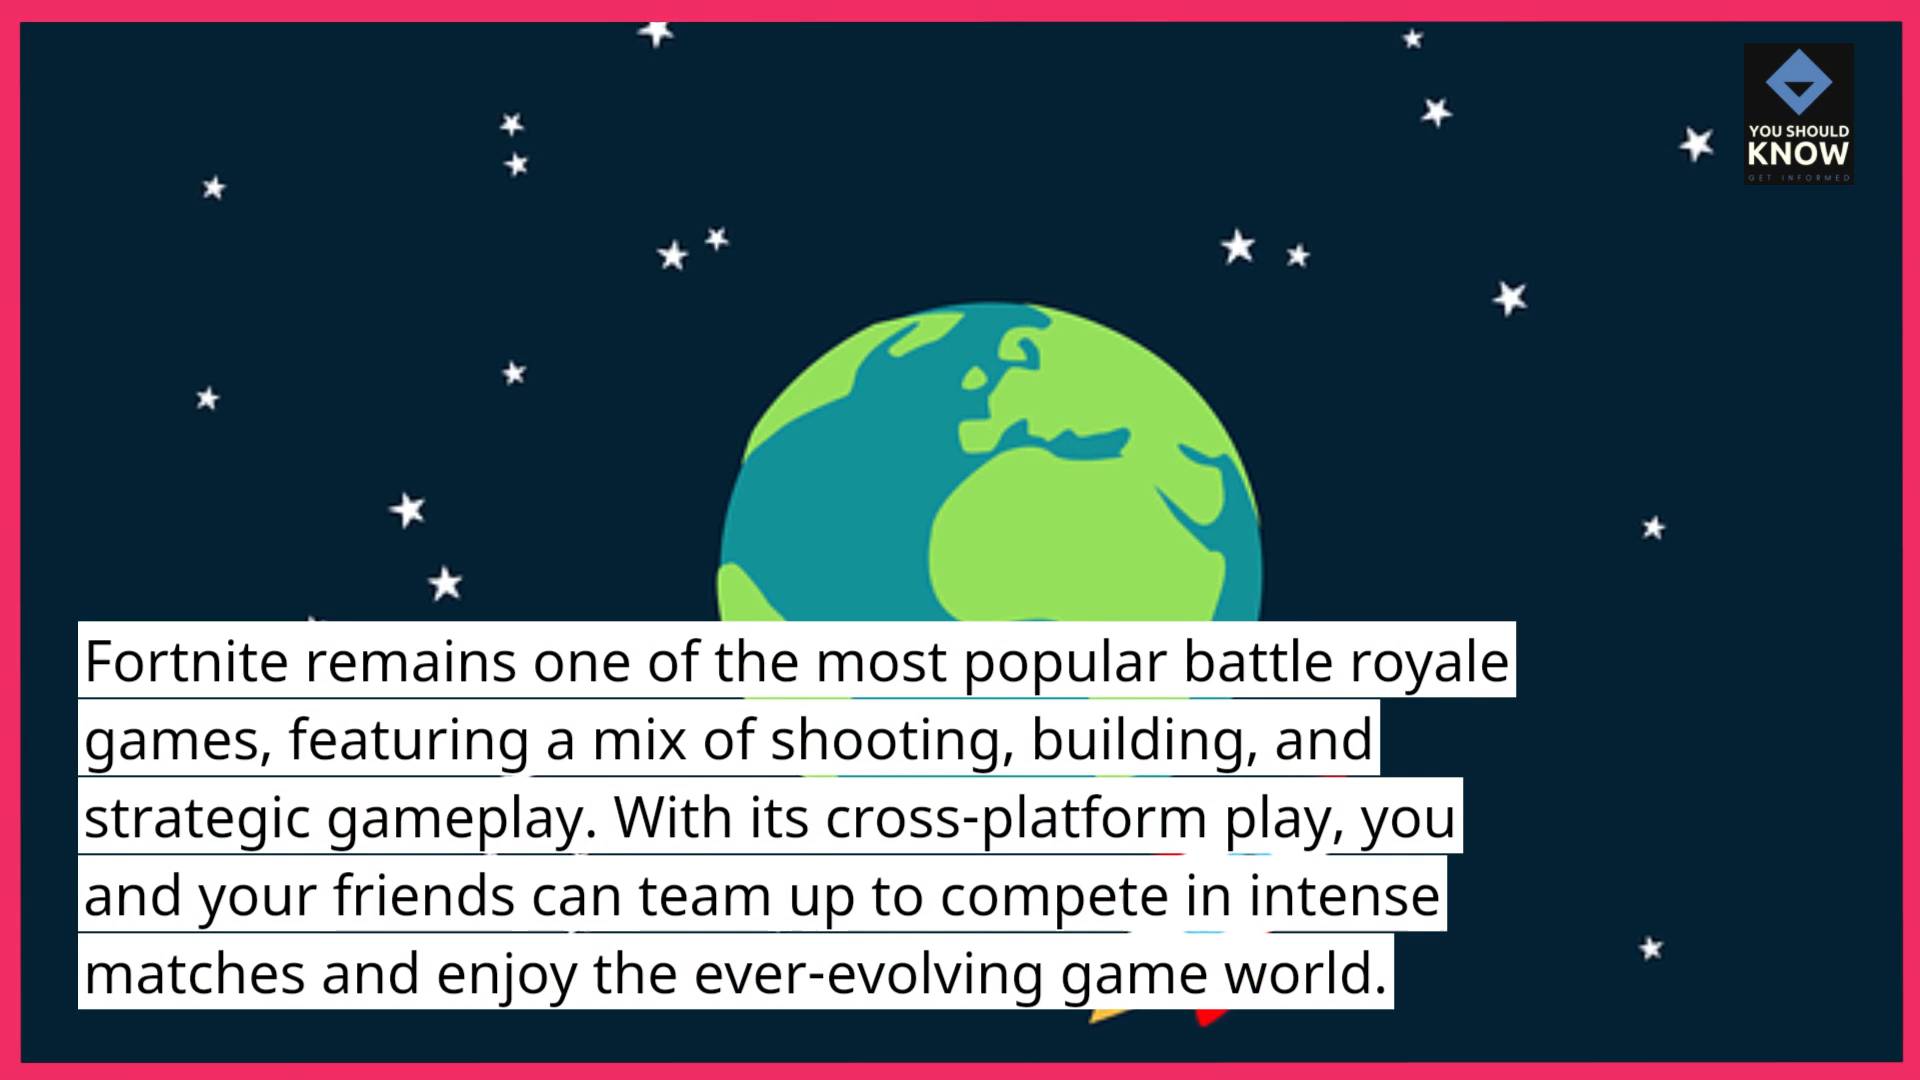 YOU SHOULD
KNOW
GET INFORMED
Fortnite remains one of the most popular battle royale
games, featuring a mix of shooting, building, and
strategic gameplay. With its cross-platform play, you
and your friends can team up to compete in intense
matches and enjoy the ever-evolving game world.